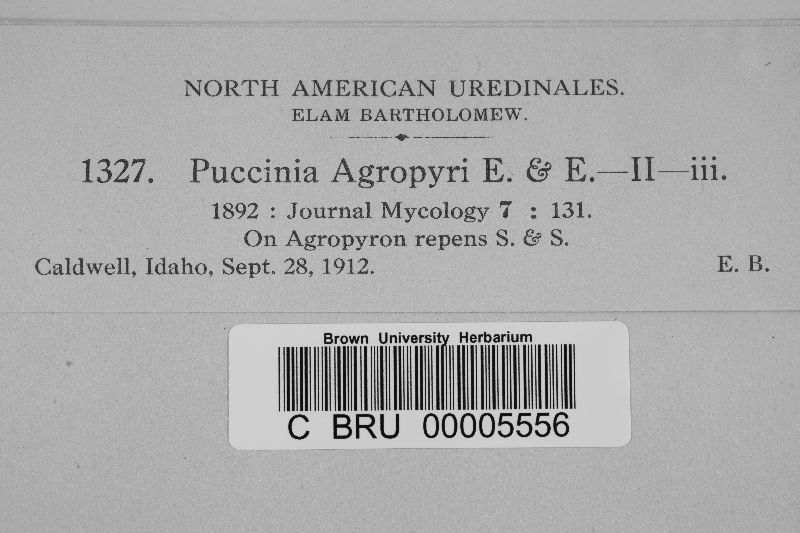 NORTH AMERICAN UREDINALES.
ELAM BARTHOLOMEW.
1327. Puccinia Agropyri E. & E.—II—iii.
1892 : Journal Mycology 7 : 131.
On Agropyron repens S. & S.
Caldwell, Idaho, Sept. 28, 1912. E. B.
Brown University Herbarium
C BRU 00005556